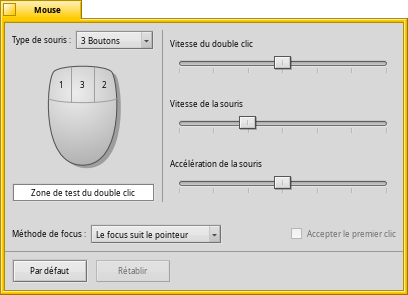 Mouse
Type de souris : 3 Boutons
1 3 2
Zone de test du double clic
Vitesse du double clic
Vitesse de la souris
Accélération de la souris
Méthode de focus : Le focus suit le pointeur
Accepter le premier clic
Par défaut
Rétablir